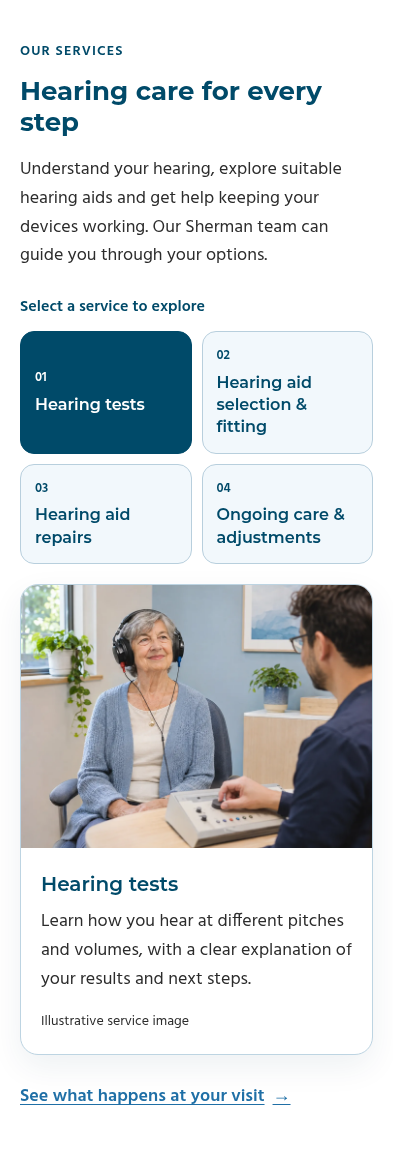 OUR SERVICES
Hearing care for every
step
Understand your hearing, explore suitable
hearing aids and get help keeping your
devices working. Our Sherman team can
guide you through your options.
Select a service to explore
01
Hearing tests
02
Hearing aid
selection &
fitting
03
Hearing aid
repairs
04
Ongoing care &
adjustments
Hearing tests
Learn how you hear at different pitches
and volumes, with a clear explanation of
your results and next steps.
Illustrative service image
See what happens at your visit →